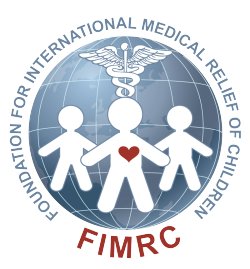 FOUNDATION FOR INTERNATIONAL MEDICAL RELIEF OF CHILDREN
FIMRC